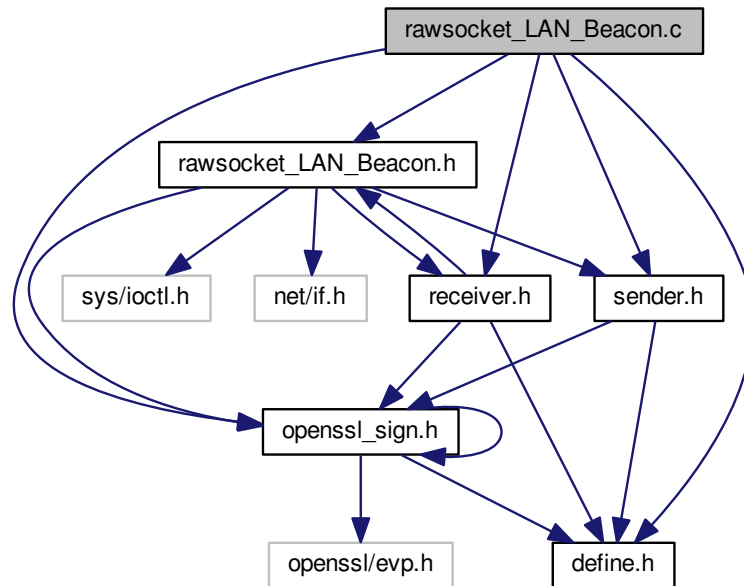 rawsocket_LAN_Beacon.c
rawsocket_LAN_Beacon.h
sys/ioctl.h
net/if.h
receiver.h
sender.h
openssl_sign.h
openssl/evp.h
define.h